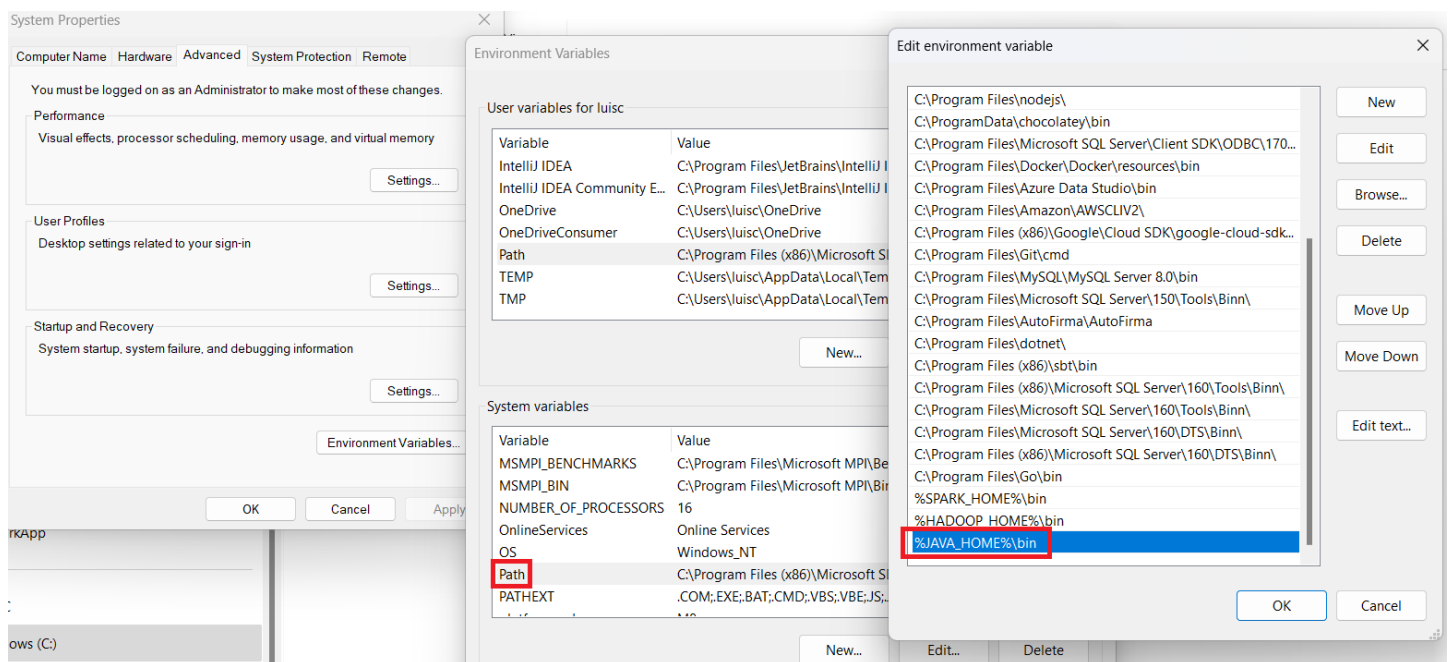 System Properties
Computer Name Hardware Advanced System Protection Remote
You must be logged on as an Administrator to make most of these changes.
Performance
Visual effects, processor scheduling, memory usage, and virtual memory
Settings...
User Profiles
Desktop settings related to your sign-in
Settings...
Startup and Recovery
System startup, system failure, and debugging information
Settings...
Environment Variables...
OK Cancel Apply
rkApp
ows (C:)
Environment Variables
User variables for luisc
Variable Value
IntelliJ IDEA C:\Program Files\JetBrains\IntelliJ I
IntelliJ IDEA Community E... C:\Program Files\JetBrains\IntelliJ I
OneDrive C:\Users\luisc\OneDrive
OneDriveConsumer C:\Users\luisc\OneDrive
Path C:\Program Files (x86)\Microsoft S
TEMP C:\Users\luisc\AppData\Local\Tem
TMP C:\Users\luisc\AppData\Local\Tem
New...
System variables
Variable Value
MSMPI_BENCHMARKS C:\Program Files\Microsoft MPI\Be
MSMPI_BIN C:\Program Files\Microsoft MPI\Bin
NUMBER_OF_PROCESSORS 16
OnlineServices Online Services
OS Windows_NT
Path C:\Program Files (x86)\Microsoft S
PATHEXT .COM;.EXE;.BAT;.CMD;.VBS;.VBE;.JS;.
New... Edit... Delete
Edit environment variable
C:\Program Files\nodejs\
C:\ProgramData\chocolatey\bin
C:\Program Files\Microsoft SQL Server\Client SDK\ODBC\170...
C:\Program Files\Docker\Docker\resources\bin
C:\Program Files\Azure Data Studio\bin
C:\Program Files\Amazon\AWSCLIV2\
C:\Program Files (x86)\Google\Cloud SDK\google-cloud-sdk...
C:\Program Files\Git\cmd
C:\Program Files\MySQL\MySQL Server 8.0\bin
C:\Program Files\Microsoft SQL Server\150\Tools\Binn\
C:\Program Files\AutoFirma\AutoFirma
C:\Program Files\dotnet\
C:\Program Files (x86)\sbt\bin
C:\Program Files (x86)\Microsoft SQL Server\160\Tools\Binn\
C:\Program Files\Microsoft SQL Server\160\Tools\Binn\
C:\Program Files\Microsoft SQL Server\160\DTS\Binn\
C:\Program Files (x86)\Microsoft SQL Server\160\DTS\Binn\
C:\Program Files\Go\bin
%SPARK_HOME%\bin
%HADOOP_HOME%\bin
%JAVA_HOME%\bin
New
Edit
Browse...
Delete
Move Up
Move Down
Edit text...
OK Cancel